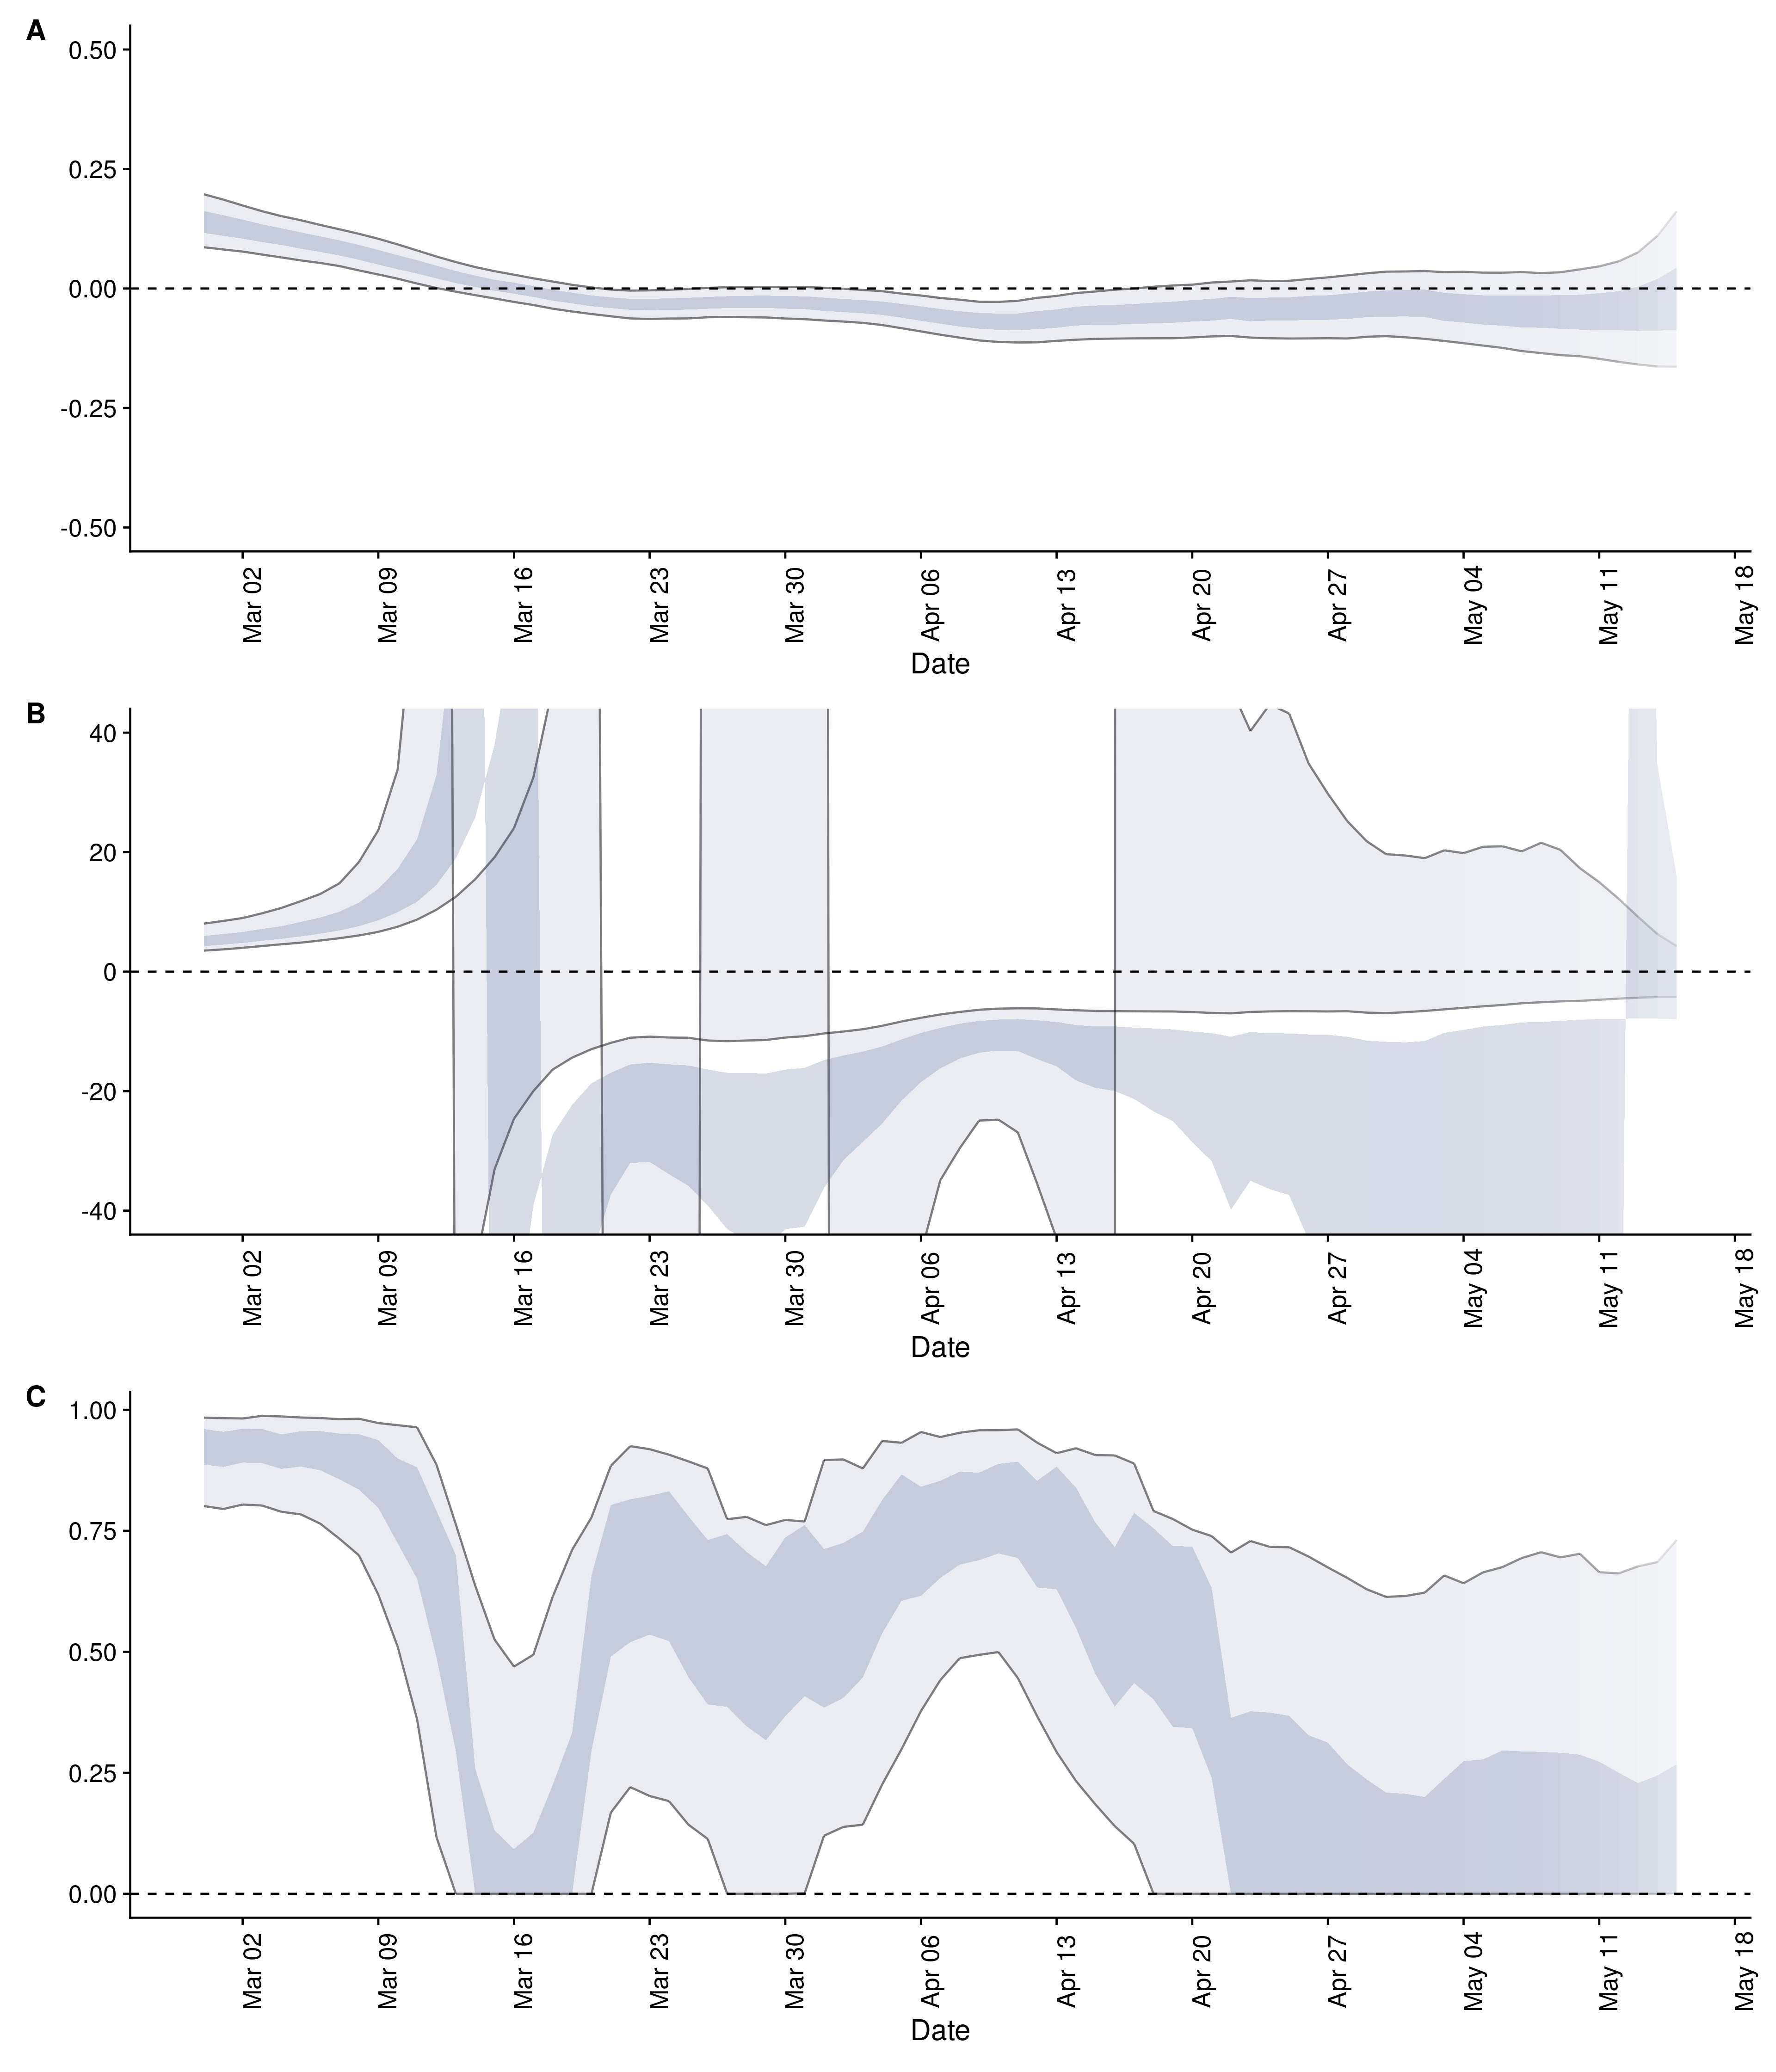 A
0.50
0.25
0.00
-0.25
-0.50
Mar 02
Mar 09
Mar 16
Mar 23
Mar 30
Apr 06
Apr 13
Apr 20
Apr 27
May 04
May 11
May 18
Date
B
40
20
0
-20
-40
Mar 02
Mar 09
Mar 16
Mar 23
Mar 30
Apr 06
Apr 13
Apr 20
Apr 27
May 04
May 11
May 18
Date
C
1.00
0.75
0.50
0.25
0.00
Mar 02
Mar 09
Mar 16
Mar 23
Mar 30
Apr 06
Apr 13
Apr 20
Apr 27
May 04
May 11
May 18
Date